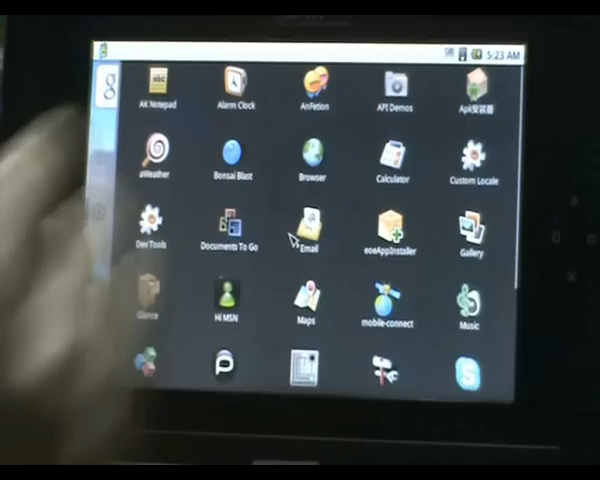 5:23 AM
g
AK Notepad
Alarm Clock
AnFetion
API Demos
Apk安装器
aWeather
Bonsai Blast
Browser
Calculator
Custom Locale
Dev Tools
Documents To Go
Email
eoeAppInstaller
Gallery
Glance
Hi MSN
Maps
mobile-connect
Music